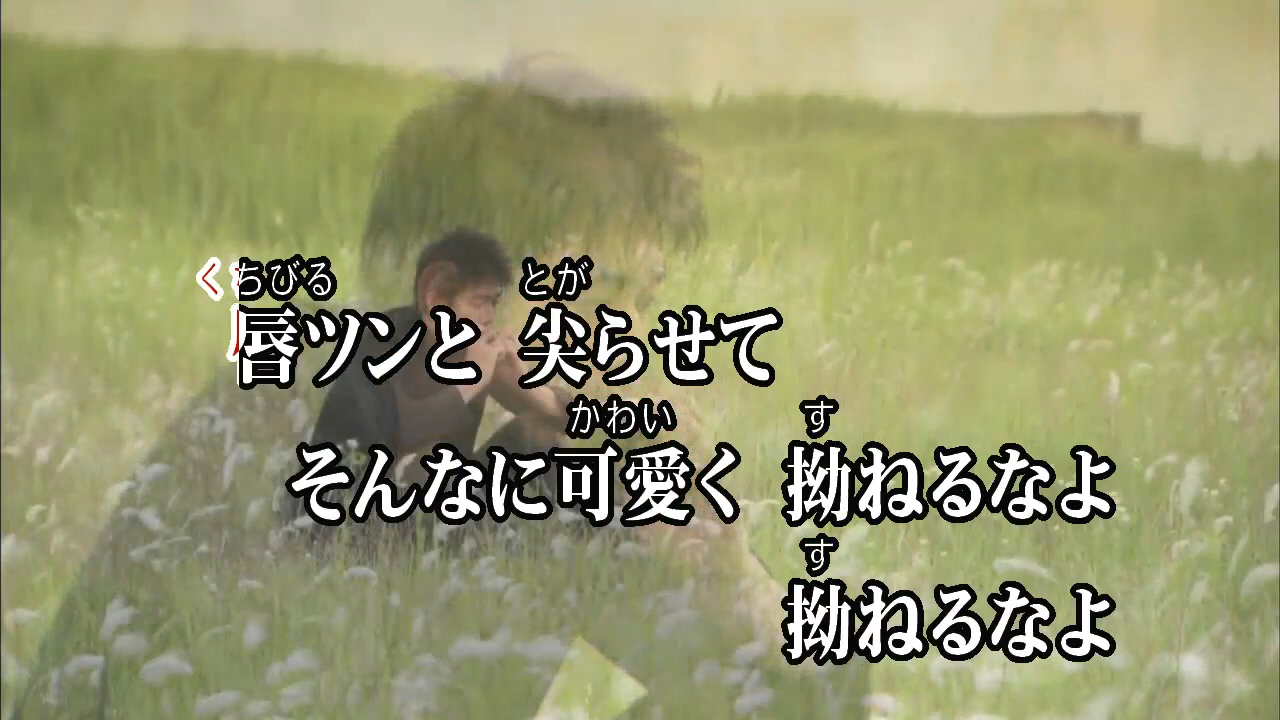 くちびる とが
唇ツンと 尖らせて
かわい す
そんなに可愛く 拗ねるなよ
す
拗ねるなよ